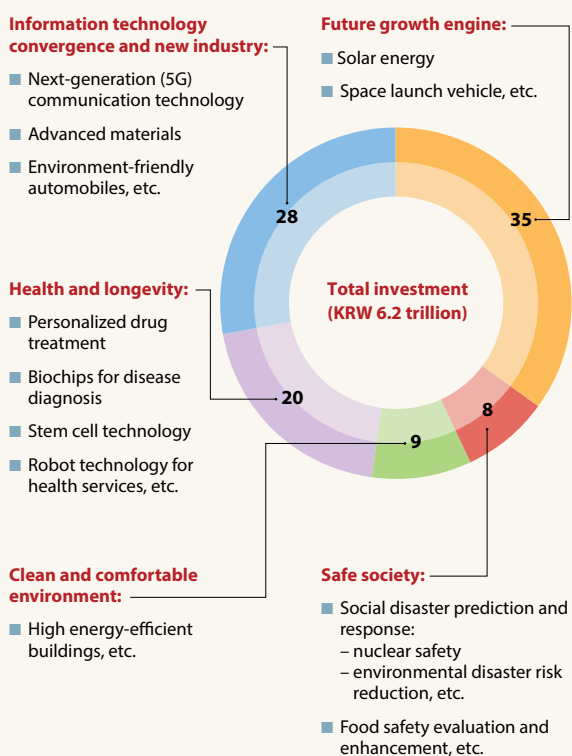 Information technology
convergence and new industry:
Next-generation (5G)
communication technology
Advanced materials
Environment-friendly
automobiles, etc.
Future growth engine:
Solar energy
Space launch vehicle, etc.
28
35
Total investment
(KRW 6.2 trillion)
Health and longevity:
Personalized drug
treatment
Biochips for disease
diagnosis
Stem cell technology
Robot technology for
health services, etc.
20
8
9
Clean and comfortable
environment:
High energy-efficient
buildings, etc.
Safe society:
Social disaster prediction and
response:
– nuclear safety
– environmental disaster risk
reduction, etc.
Food safety evaluation and
enhancement, etc.